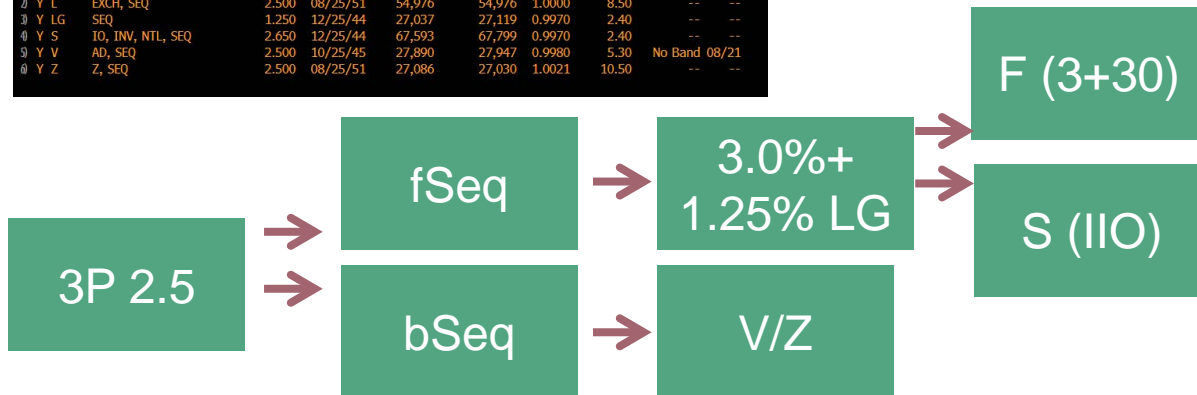 2) Y L EXCH, SEQ 2.500 08/25/51 54,976 54,976 1.0000 8.50 -- --
3) Y LG SEQ 1.250 12/25/44 27,037 27,119 0.9970 2.40 -- --
4) Y S IO, INV, NTL, SEQ 2.650 12/25/44 67,593 67,799 0.9970 2.40 -- --
5) Y V AD, SEQ 2.500 10/25/45 27,890 27,947 0.9980 5.30 No Band 08/21
6) Y Z Z, SEQ 2.500 08/25/51 27,086 27,030 1.0021 10.50 -- --
F (3+30)
fSeq
3.0%+
1.25% LG
S (IIO)
3P 2.5
bSeq
V/Z